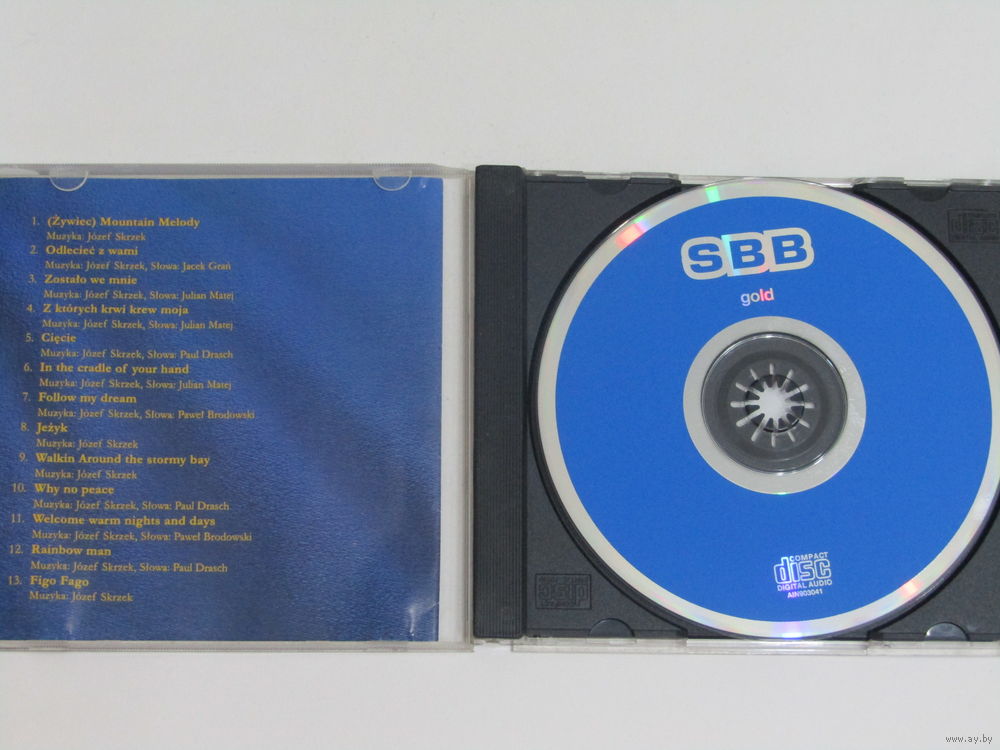 1. (Żywiec) Mountain Melody
Muzyka: Józef Skrzek
2. Odlecieć z wami
Muzyka: Józef Skrzek, Słowa: Jacek Grań
3. Zostało we mnie
Muzyka: Józef Skrzek, Słowa: Julian Matej
4. Z których krwi krew moja
Muzyka: Józef Skrzek, Słowa: Julian Matej
5. Cięcie
Muzyka: Józef Skrzek, Słowa: Paul Drasch
6. In the cradle of your hand
Muzyka: Józef Skrzek, Słowa: Julian Matej
7. Follow my dream
Muzyka: Józef Skrzek, Słowa: Paweł Brodowski
8. Jeżyk
Muzyka: Józef Skrzek
9. Walkin Around the stormy bay
Muzyka: Józef Skrzek
10. Why no peace
Muzyka: Józef Skrzek, Słowa: Paul Drasch
11. Welcome warm nights and days
Muzyka: Józef Skrzek, Słowa: Paweł Brodowski
12. Rainbow man
Muzyka: Józef Skrzek, Słowa: Paul Drasch
13. Figo Fago
Muzyka: Józef Skrzek
SBB
gold
COMPACT
disc
DIGITAL AUDIO
AIN903041
www.ay.by